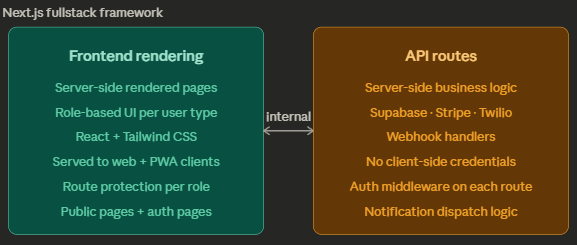 Next.js fullstack framework
Frontend rendering
Server-side rendered pages
Role-based UI per user type
React + Tailwind CSS
Served to web + PWA clients
Route protection per role
Public pages + auth pages
internal
API routes
Server-side business logic
Supabase · Stripe · Twilio
Webhook handlers
No client-side credentials
Auth middleware on each route
Notification dispatch logic